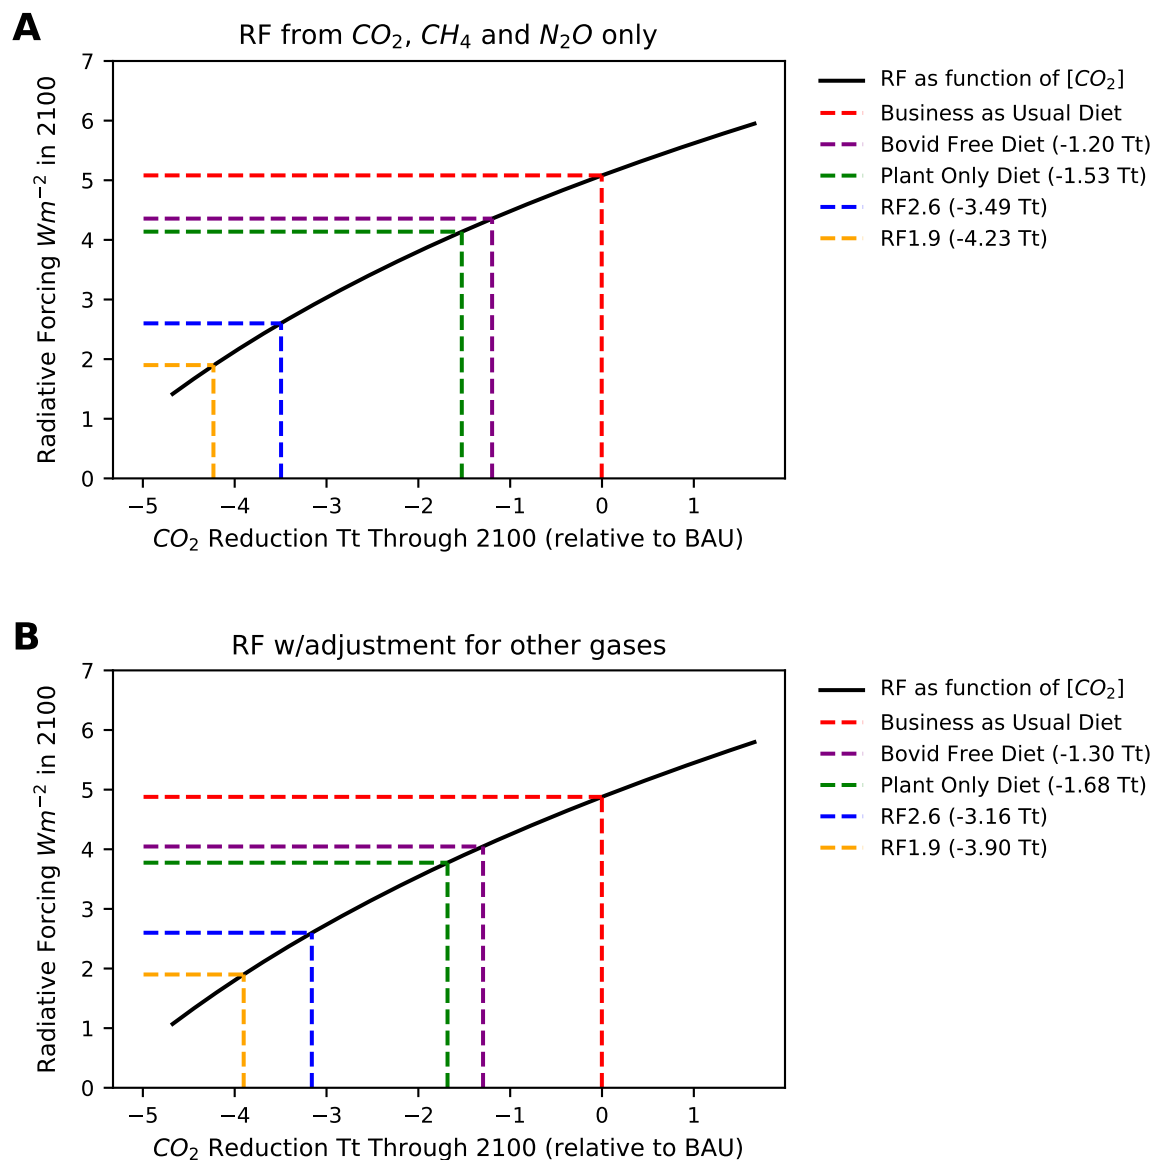 A
RF from CO₂, CH₄ and N₂O only
Radiative Forcing Wm⁻² in 2100
7
6
5
4
3
2
1
0
−5 −4 −3 −2 −1 0 1
CO₂ Reduction Tt Through 2100 (relative to BAU)
RF as function of [CO₂]
Business as Usual Diet
Bovid Free Diet (-1.20 Tt)
Plant Only Diet (-1.53 Tt)
RF2.6 (-3.49 Tt)
RF1.9 (-4.23 Tt)
B
RF w/adjustment for other gases
Radiative Forcing Wm⁻² in 2100
7
6
5
4
3
2
1
0
−5 −4 −3 −2 −1 0 1
CO₂ Reduction Tt Through 2100 (relative to BAU)
RF as function of [CO₂]
Business as Usual Diet
Bovid Free Diet (-1.30 Tt)
Plant Only Diet (-1.68 Tt)
RF2.6 (-3.16 Tt)
RF1.9 (-3.90 Tt)